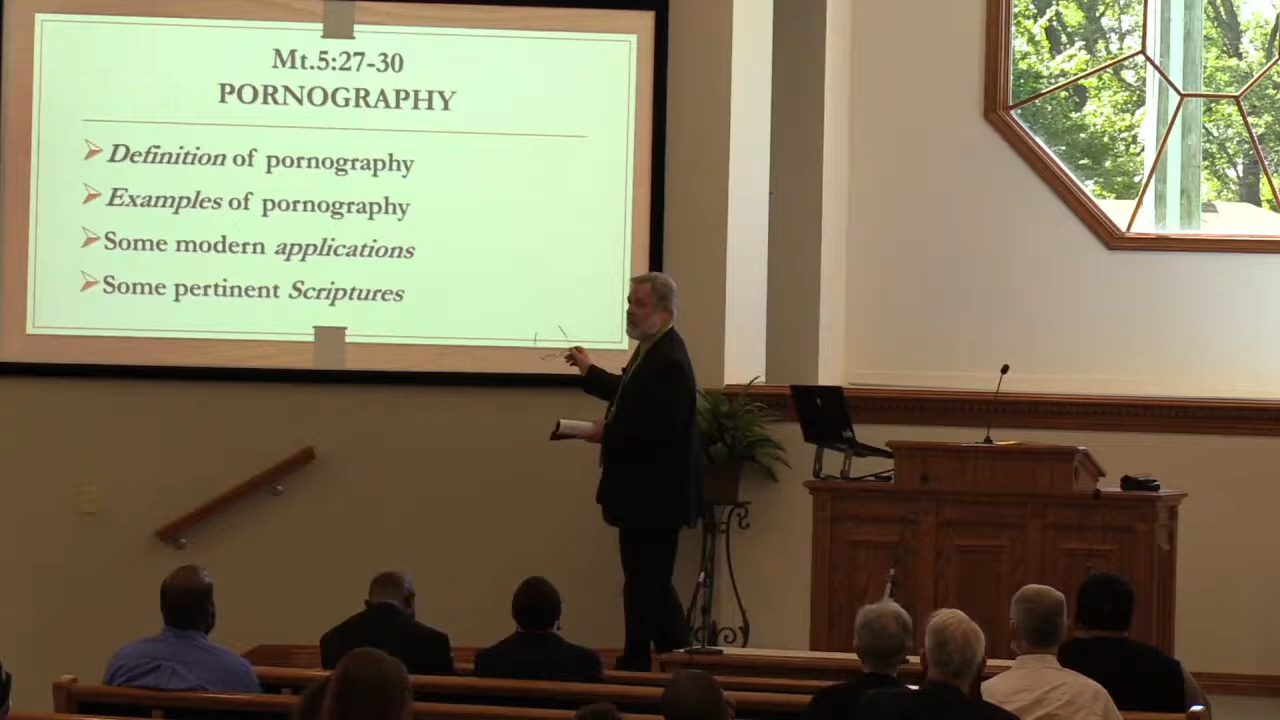 Mt.5:27-30
PORNOGRAPHY
Definition of pornography
Examples of pornography
Some modern applications
Some pertinent Scriptures